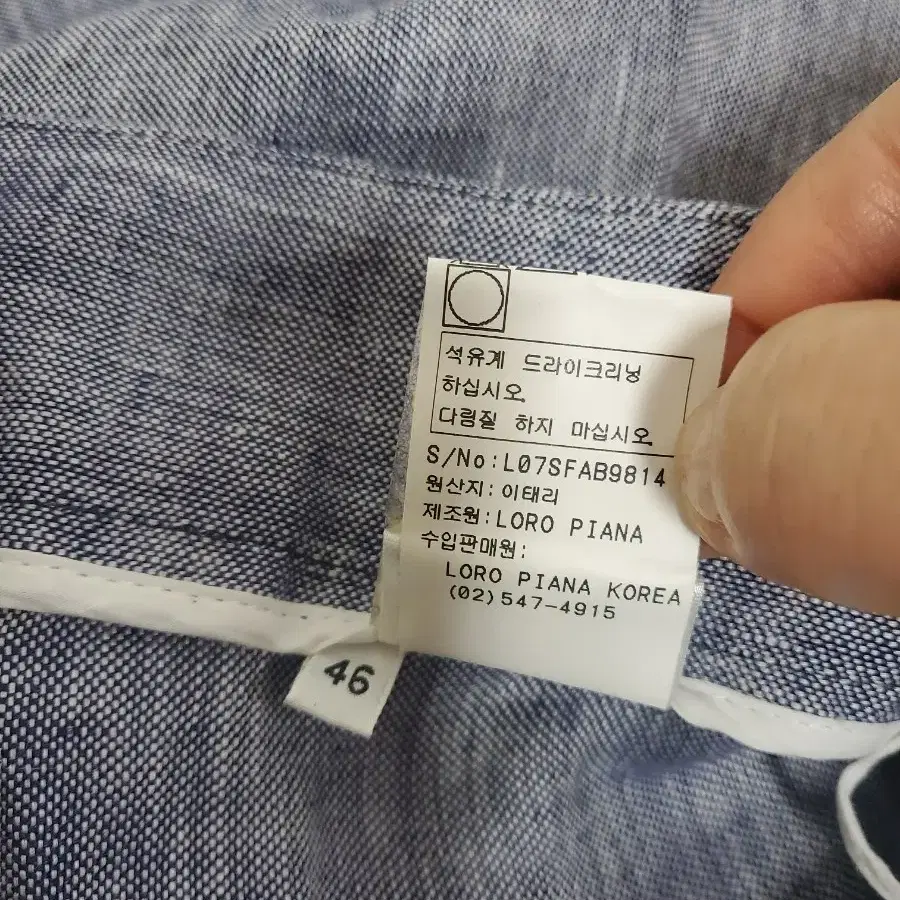 석유계 드라이크리닝
하십시오.
다림질 하지 마십시오.
S/No:L07SFAB9814
원산지: 이태리
제조원: LORO PIANA
수입판매원:
LORO PIANA KOREA
(02)547-4915
46